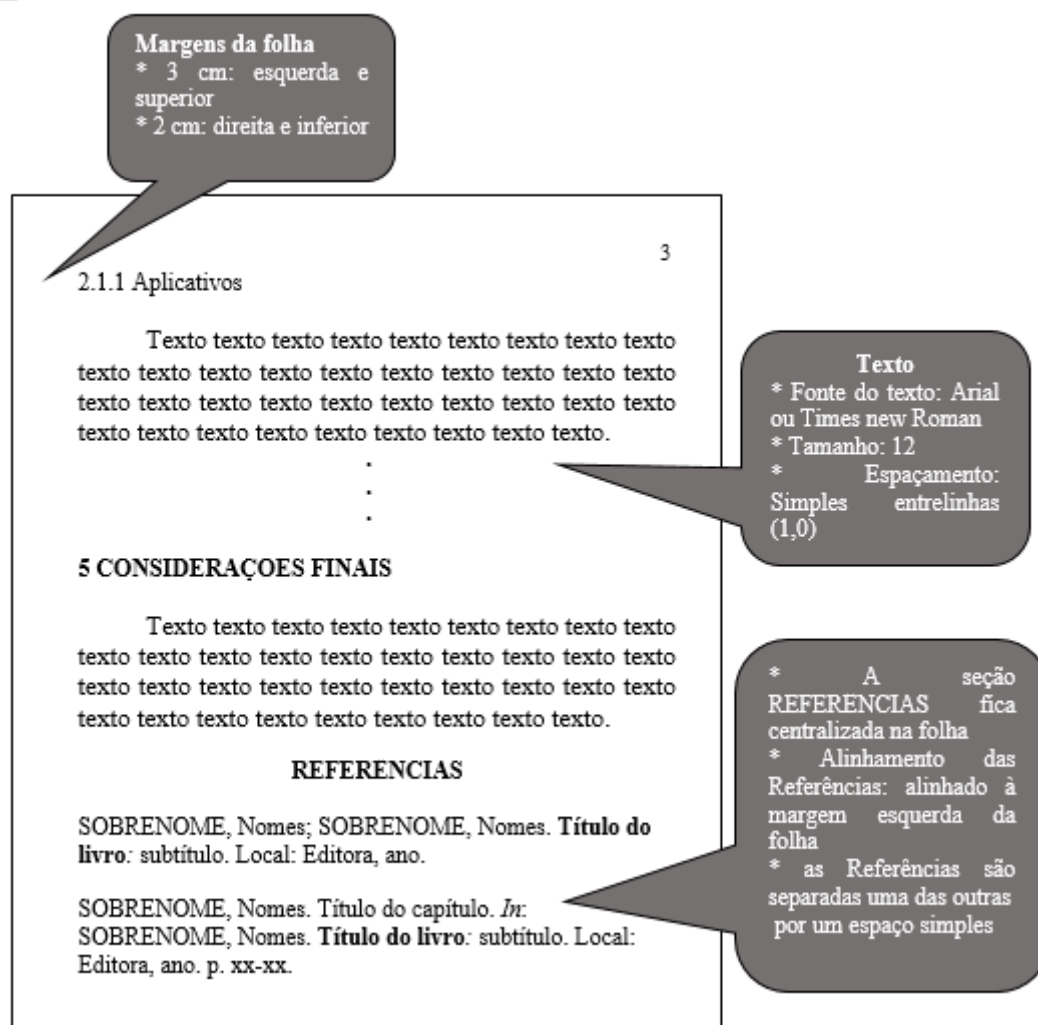 Margens da folha
* 3 cm: esquerda e
superior
* 2 cm: direita e inferior
3
2.1.1 Aplicativos
Texto texto texto texto texto texto texto texto texto
texto texto texto texto texto texto texto texto texto texto
texto texto texto texto texto texto texto texto texto texto
texto texto texto texto texto texto texto texto texto.
.
.
.
Texto
* Fonte do texto: Arial
ou Times new Roman
* Tamanho: 12
* Espaçamento:
Simples entrelinhas
(1,0)
5 CONSIDERAÇOES FINAIS
Texto texto texto texto texto texto texto texto texto
texto texto texto texto texto texto texto texto texto texto
texto texto texto texto texto texto texto texto texto texto
texto texto texto texto texto texto texto texto texto.
REFERENCIAS
SOBRENOME, Nomes; SOBRENOME, Nomes. Título do
livro: subtítulo. Local: Editora, ano.
SOBRENOME, Nomes. Título do capítulo. In:
SOBRENOME, Nomes. Título do livro: subtítulo. Local:
Editora, ano. p. xx-xx.
* A seção
REFERENCIAS fica
centralizada na folha
* Alinhamento das
Referências: alinhado à
margem esquerda da
folha
* as Referências são
separadas uma das outras
por um espaço simples